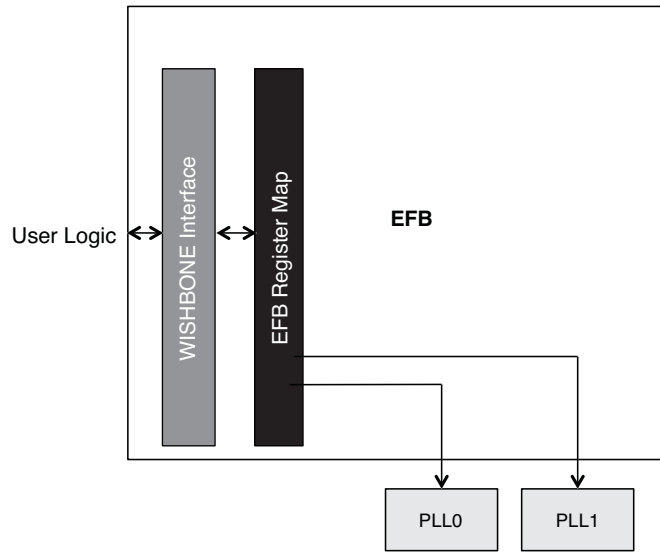 User Logic
WISHBONE Interface
EFB Register Map
EFB
PLL0
PLL1